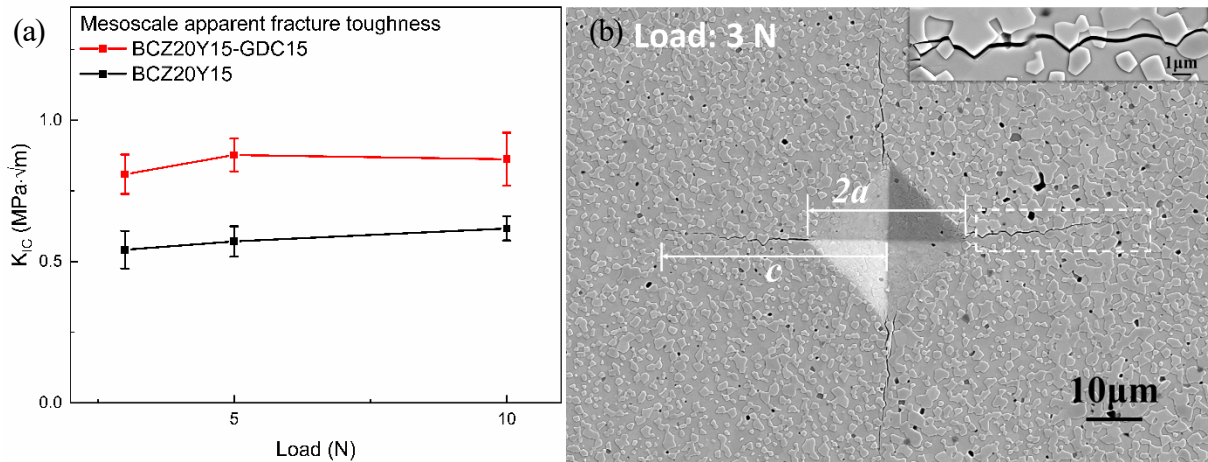 (a)
Mesoscale apparent fracture toughness
BCZ20Y15-GDC15
BCZ20Y15
1.0
0.5
0.0
K_IC (MPa·√m)
5
10
Load (N)
(b) Load: 3 N
1μm
2a
c
10μm